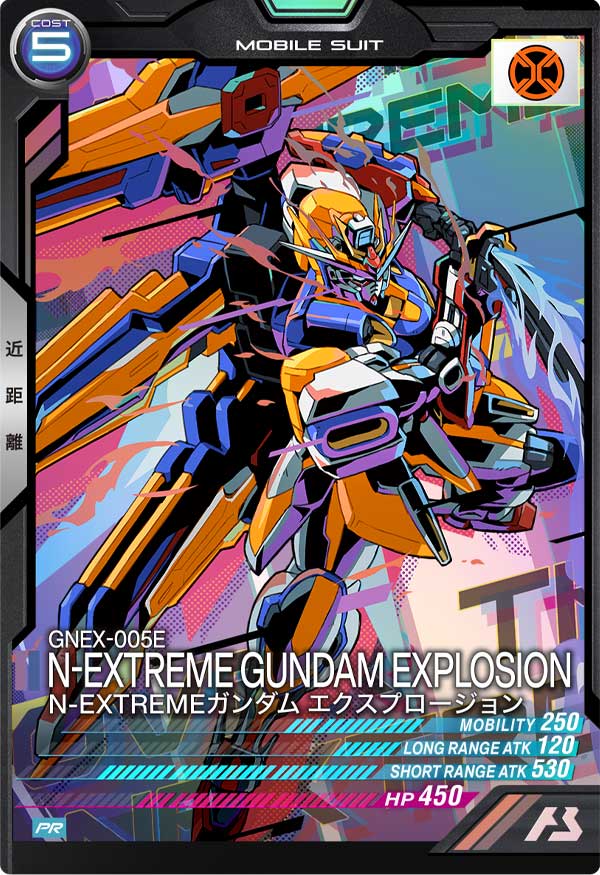 COST
5
MOBILE SUIT
REME
近距離
GNEX-005E
N-EXTREME GUNDAM EXPLOSION
N-EXTREMEガンダム エクスプロージョン
MOBILITY 250
LONG RANGE ATK 120
SHORT RANGE ATK 530
HP 450
PR